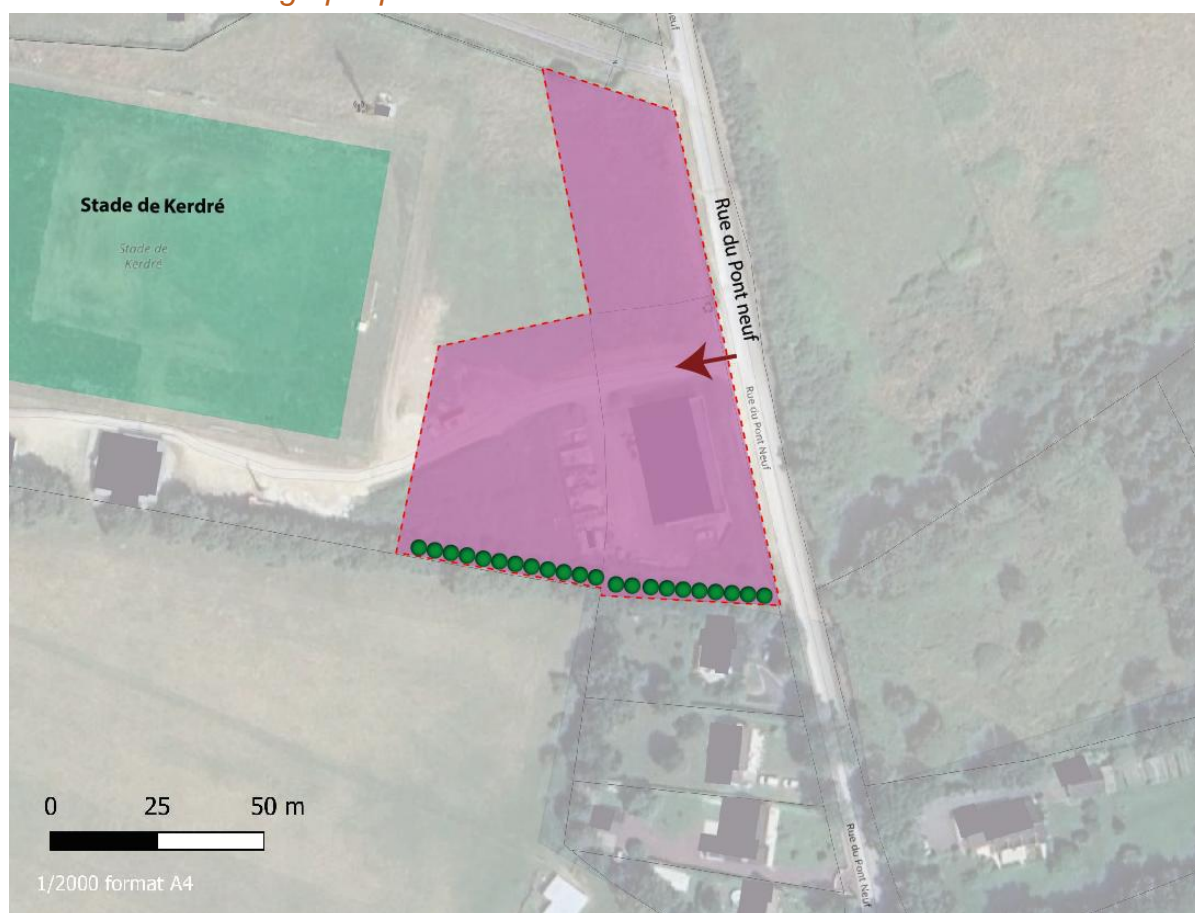 Stade de Kerdré
Stade de
Kerdré
Rue du Pont neuf
Rue du Pont Neuf
Rue du Pont Neuf
0 25 50 m
1/2000 format A4